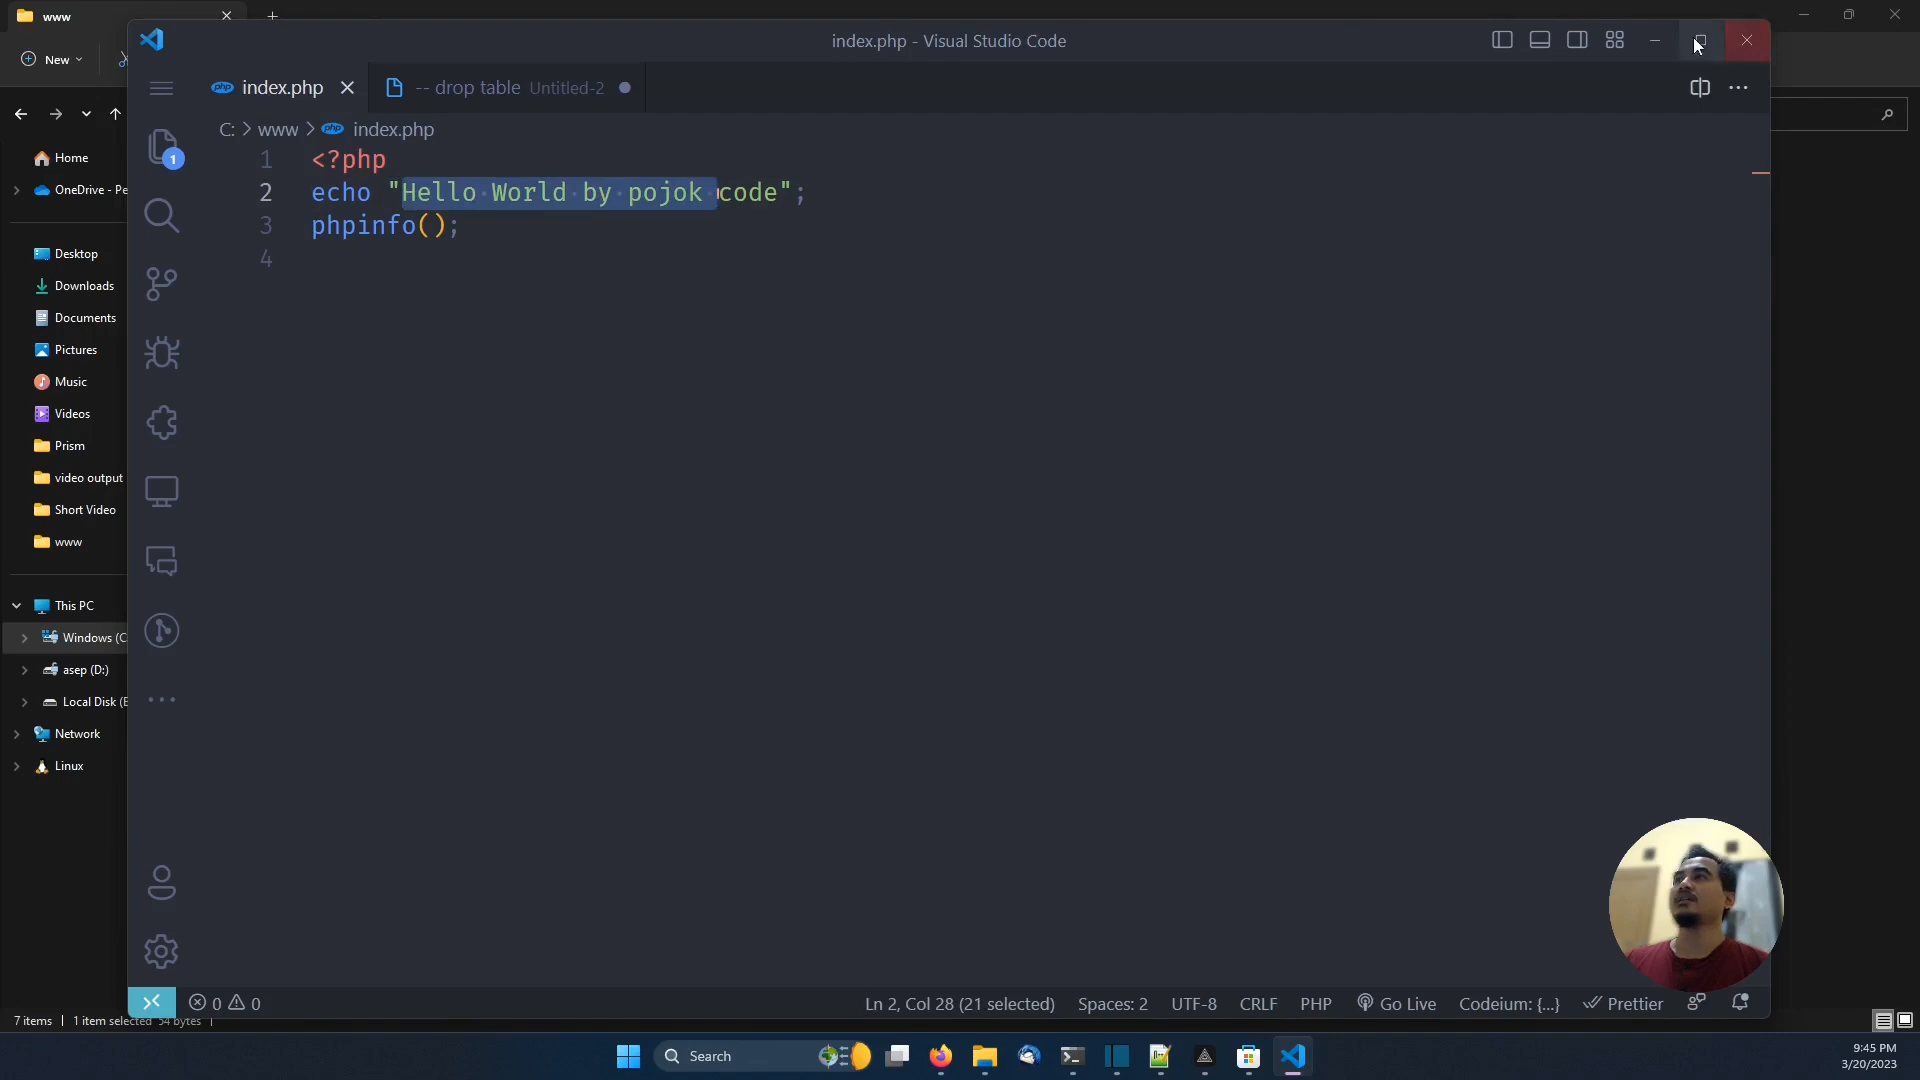 www
New
index.php - Visual Studio Code
index.php
-- drop table Untitled-2
C: > www > index.php
1 <?php
2 echo "Hello World by pojok code";
3 phpinfo();
4
1
Home
OneDrive - Pe
Desktop
Downloads
Documents
Pictures
Music
Videos
Prism
video output
Short Video
www
This PC
Windows (C
asep (D:)
Local Disk (E
Network
Linux
0 0
Ln 2, Col 28 (21 selected)
Spaces: 2
UTF-8
CRLF
PHP
Go Live
Codeium: {...}
Prettier
7 items
1 item selected 54 bytes
Search
9:45 PM
3/20/2023